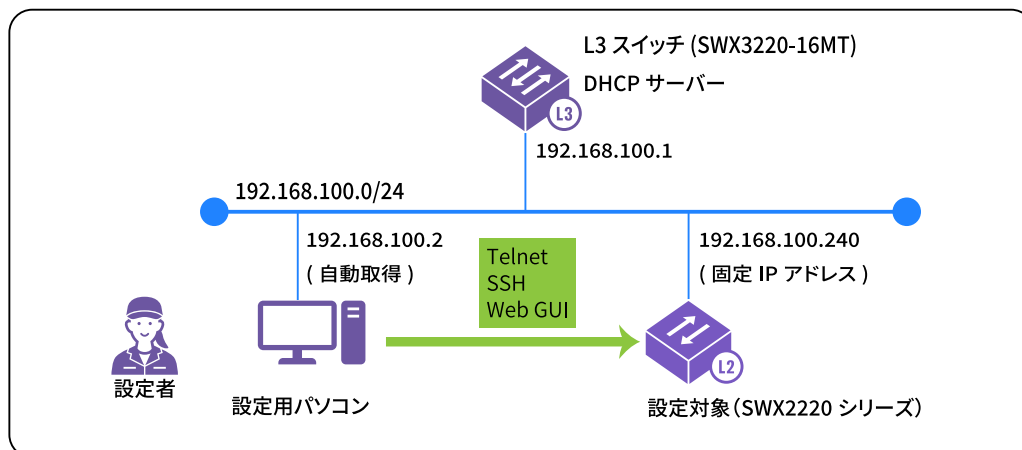 L3 スイッチ (SWX3220-16MT)
DHCP サーバー
L3
192.168.100.1
192.168.100.0/24
192.168.100.2
( 自動取得 )
Telnet
SSH
Web GUI
192.168.100.240
( 固定 IP アドレス )
L2
設定者
設定用パソコン
設定対象（SWX2220 シリーズ）